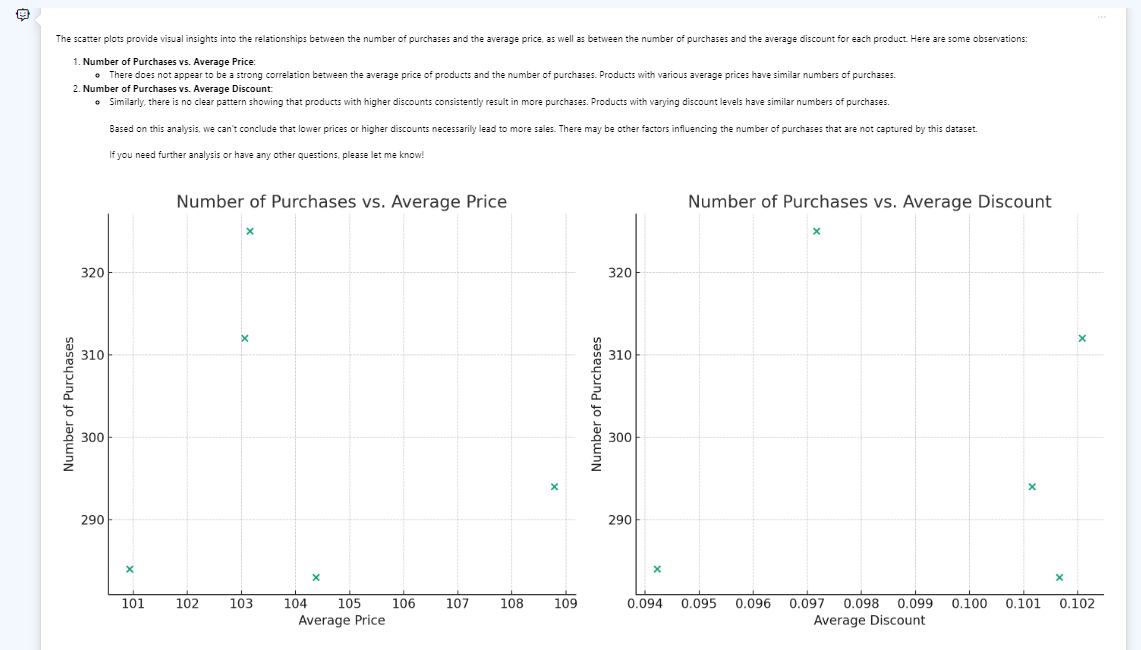 The scatter plots provide visual insights into the relationships between the number of purchases and the average price, as well as between the number of purchases and the average discount for each product. Here are some observations:
1. Number of Purchases vs. Average Price:
There does not appear to be a strong correlation between the average price of products and the number of purchases. Products with various average prices have similar numbers of purchases.
2. Number of Purchases vs. Average Discount:
Similarly, there is no clear pattern showing that products with higher discounts consistently result in more purchases. Products with varying discount levels have similar numbers of purchases.
Based on this analysis, we can't conclude that lower prices or higher discounts necessarily lead to more sales. There may be other factors influencing the number of purchases that are not captured by this dataset.
If you need further analysis or have any other questions, please let me know!
Number of Purchases vs. Average Price
Number of Purchases
320
310
300
290
101 102 103 104 105 106 107 108 109
Average Price
Number of Purchases vs. Average Discount
Number of Purchases
320
310
300
290
0.094 0.095 0.096 0.097 0.098 0.099 0.100 0.101 0.102
Average Discount